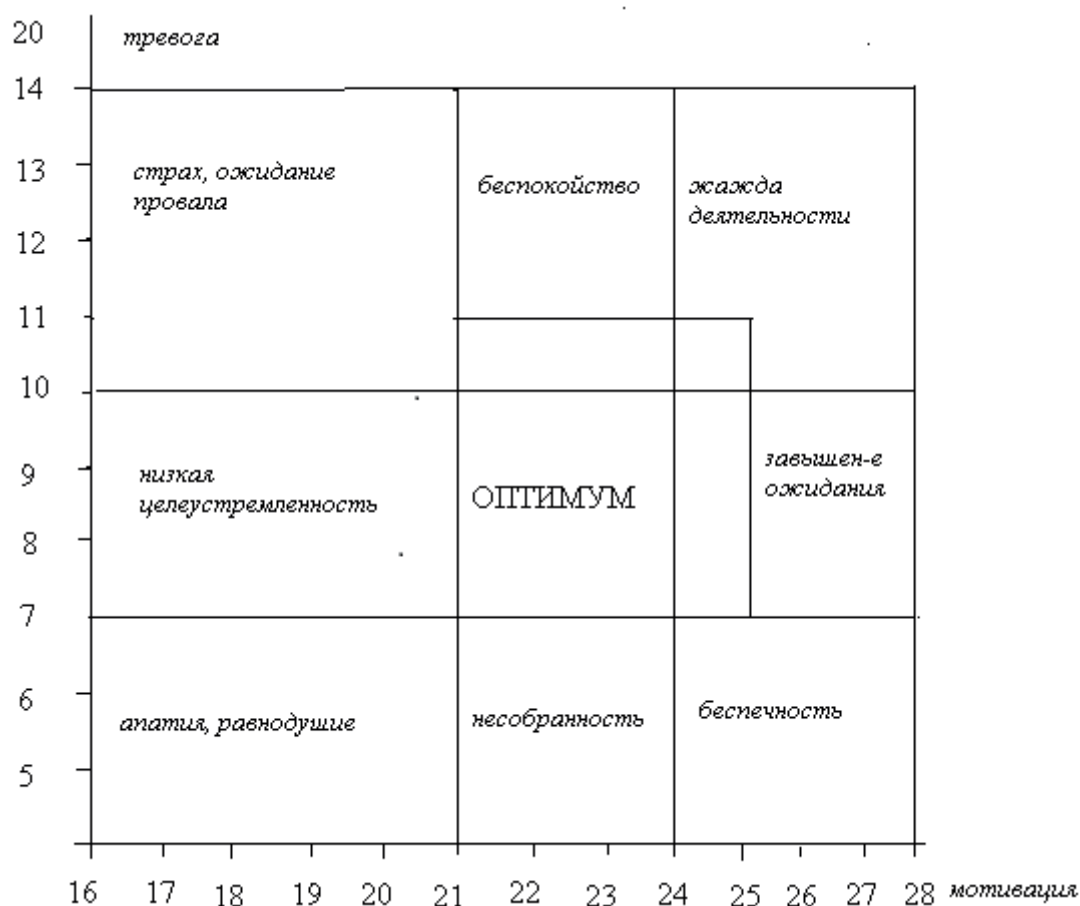 20 тревога
14
13 страх, ожидание беспокойство жажда
провала деятельности
12
11
10
9 низкая завышен-е
целеустремленность ОПТИМУМ ожидания
8
7
6 апатия, равнодушие несобранность беспечность
5
16 17 18 19 20 21 22 23 24 25 26 27 28 мотивация